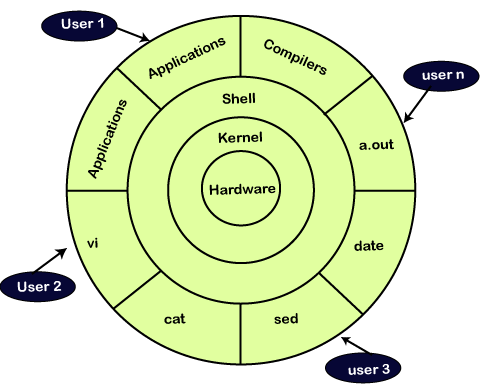 User 1
Applications
Compilers
user n
Shell
Applications
Kernel
a.out
Hardware
vi
date
User 2
cat
sed
user 3